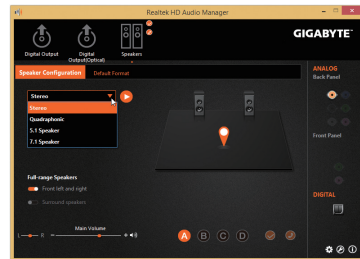 Realtek HD Audio Manager
Digital Output
Digital Output(Optical)
Speakers
GIGABYTE™
Speaker Configuration
Default Format
ANALOG
Back Panel
Stereo
Stereo
Quadraphonic
5.1 Speaker
7.1 Speaker
Front Panel
Full-range Speakers
Front left and right
Surround speakers
DIGITAL
Main Volume
L
R
-
+
A
B
C
D